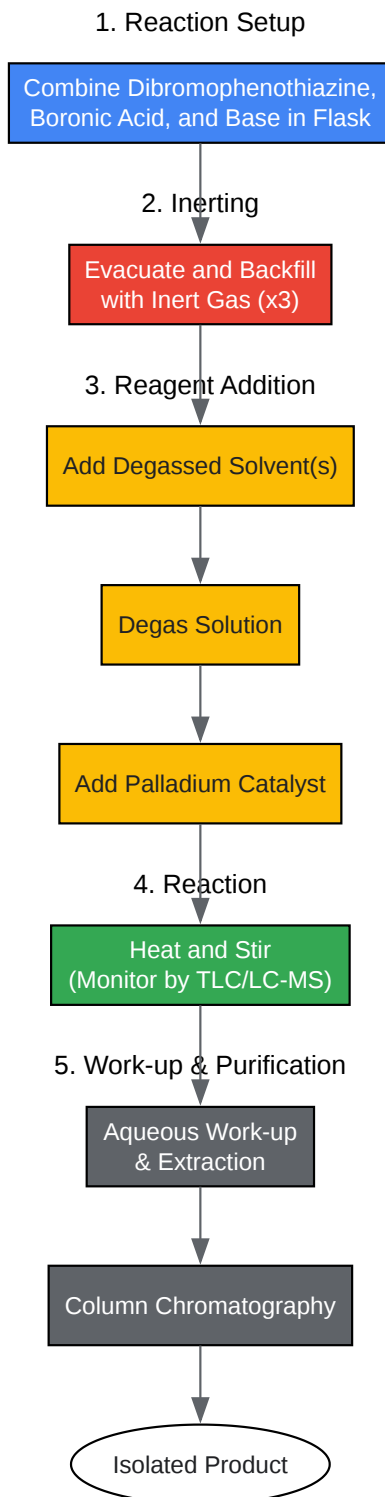 1. Reaction Setup
Combine Dibromophenothiazine,
Boronic Acid, and Base in Flask
2. Inerting
Evacuate and Backfill
with Inert Gas (x3)
3. Reagent Addition
Add Degassed Solvent(s)
Degas Solution
Add Palladium Catalyst
4. Reaction
Heat and Stir
(Monitor by TLC/LC-MS)
5. Work-up & Purification
Aqueous Work-up
& Extraction
Column Chromatography
Isolated Product